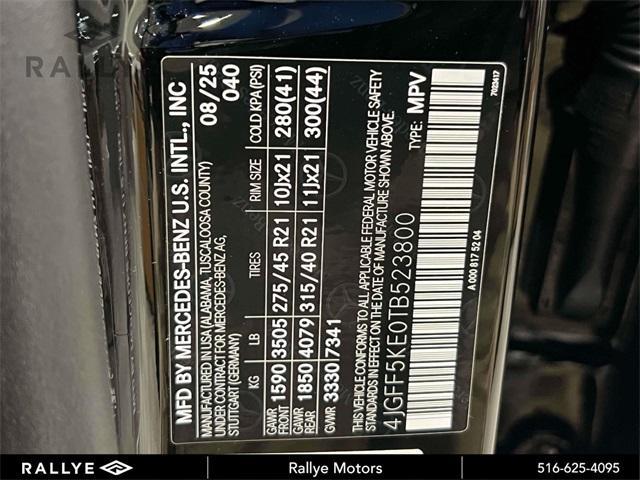 RALLYE
MFD BY MERCEDES-BENZ U.S. INTL., INC
MADE IN USA (ALABAMA, TUSCALOOSA COUNTY) 08/25
UNDER CONTRACT FOR MERCEDES-BENZ AG, 040
STUTTGART (GERMANY)
KG LB TIRES RIM SIZE COLD KPA(PSI)
GAWR FRONT 1590 3505 275/45 R21 10Jx21 280(41)
GAWR REAR 1850 4079 315/40 R21 11Jx21 300(44)
GVWR 3330 7341
THIS VEHICLE CONFORMS TO ALL APPLICABLE FEDERAL MOTOR VEHICLE SAFETY
STANDARDS IN EFFECT ON THE DATE OF MANUFACTURE SHOWN ABOVE.
4JGFF5KE0TB523800 TYPE: MPV
A 000 817 52 04 7023417
RALLYE Rallye Motors 516-625-4095